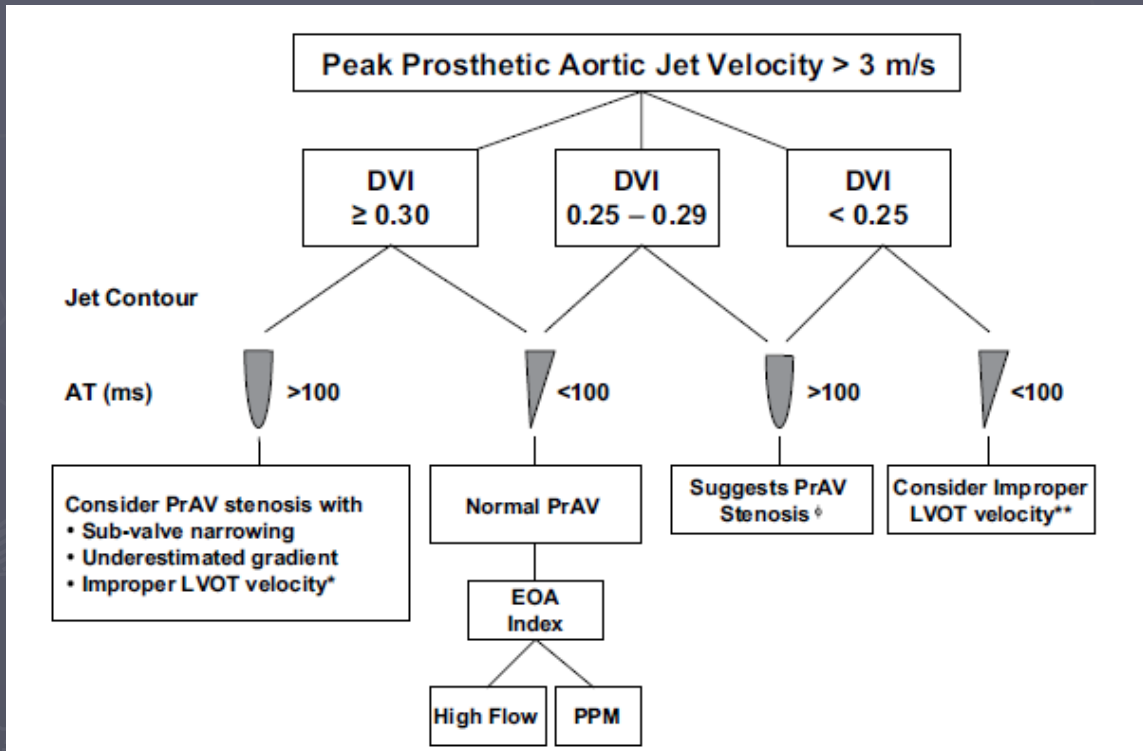 Peak Prosthetic Aortic Jet Velocity > 3 m/s
DVI
≥ 0.30
DVI
0.25 – 0.29
DVI
< 0.25
Jet Contour
AT (ms)
>100
<100
>100
<100
Consider PrAV stenosis with
• Sub-valve narrowing
• Underestimated gradient
• Improper LVOT velocity*
Normal PrAV
Suggests PrAV
Stenosis ᶲ
Consider Improper
LVOT velocity**
EOA
Index
High Flow
PPM